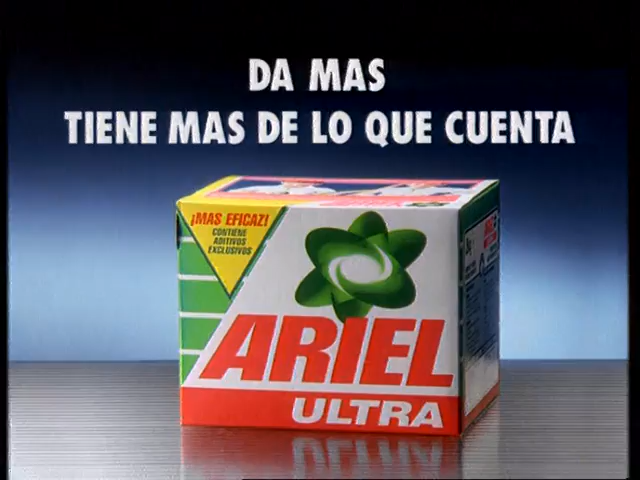 DA MAS
TIENE MAS DE LO QUE CUENTA
¡MAS EFICAZ!
CONTIENE
ADITIVOS
EXCLUSIVOS
ARIEL
ULTRA